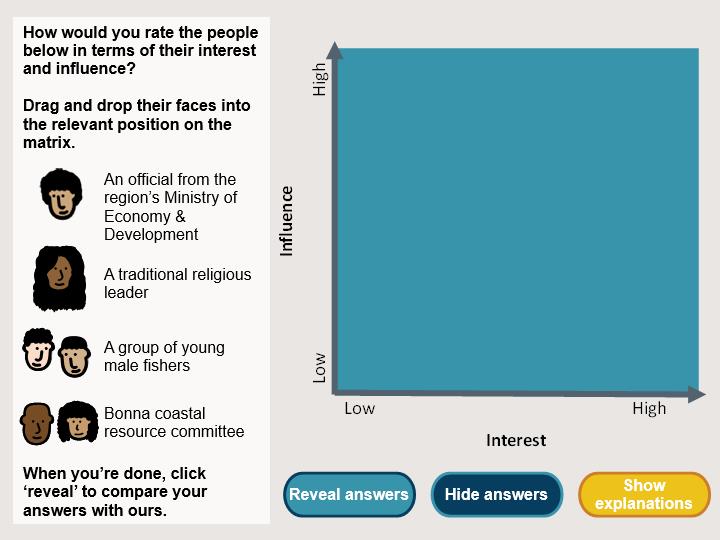 How would you rate the people
below in terms of their interest
and influence?
Drag and drop their faces into
the relevant position on the
matrix.
An official from the
region’s Ministry of
Economy &
Development
A traditional religious
leader
A group of young
male fishers
Bonna coastal
resource committee
When you’re done, click
‘reveal’ to compare your
answers with ours.
High
Influence
Low
Low
High
Interest
Reveal answers
Hide answers
Show
explanations